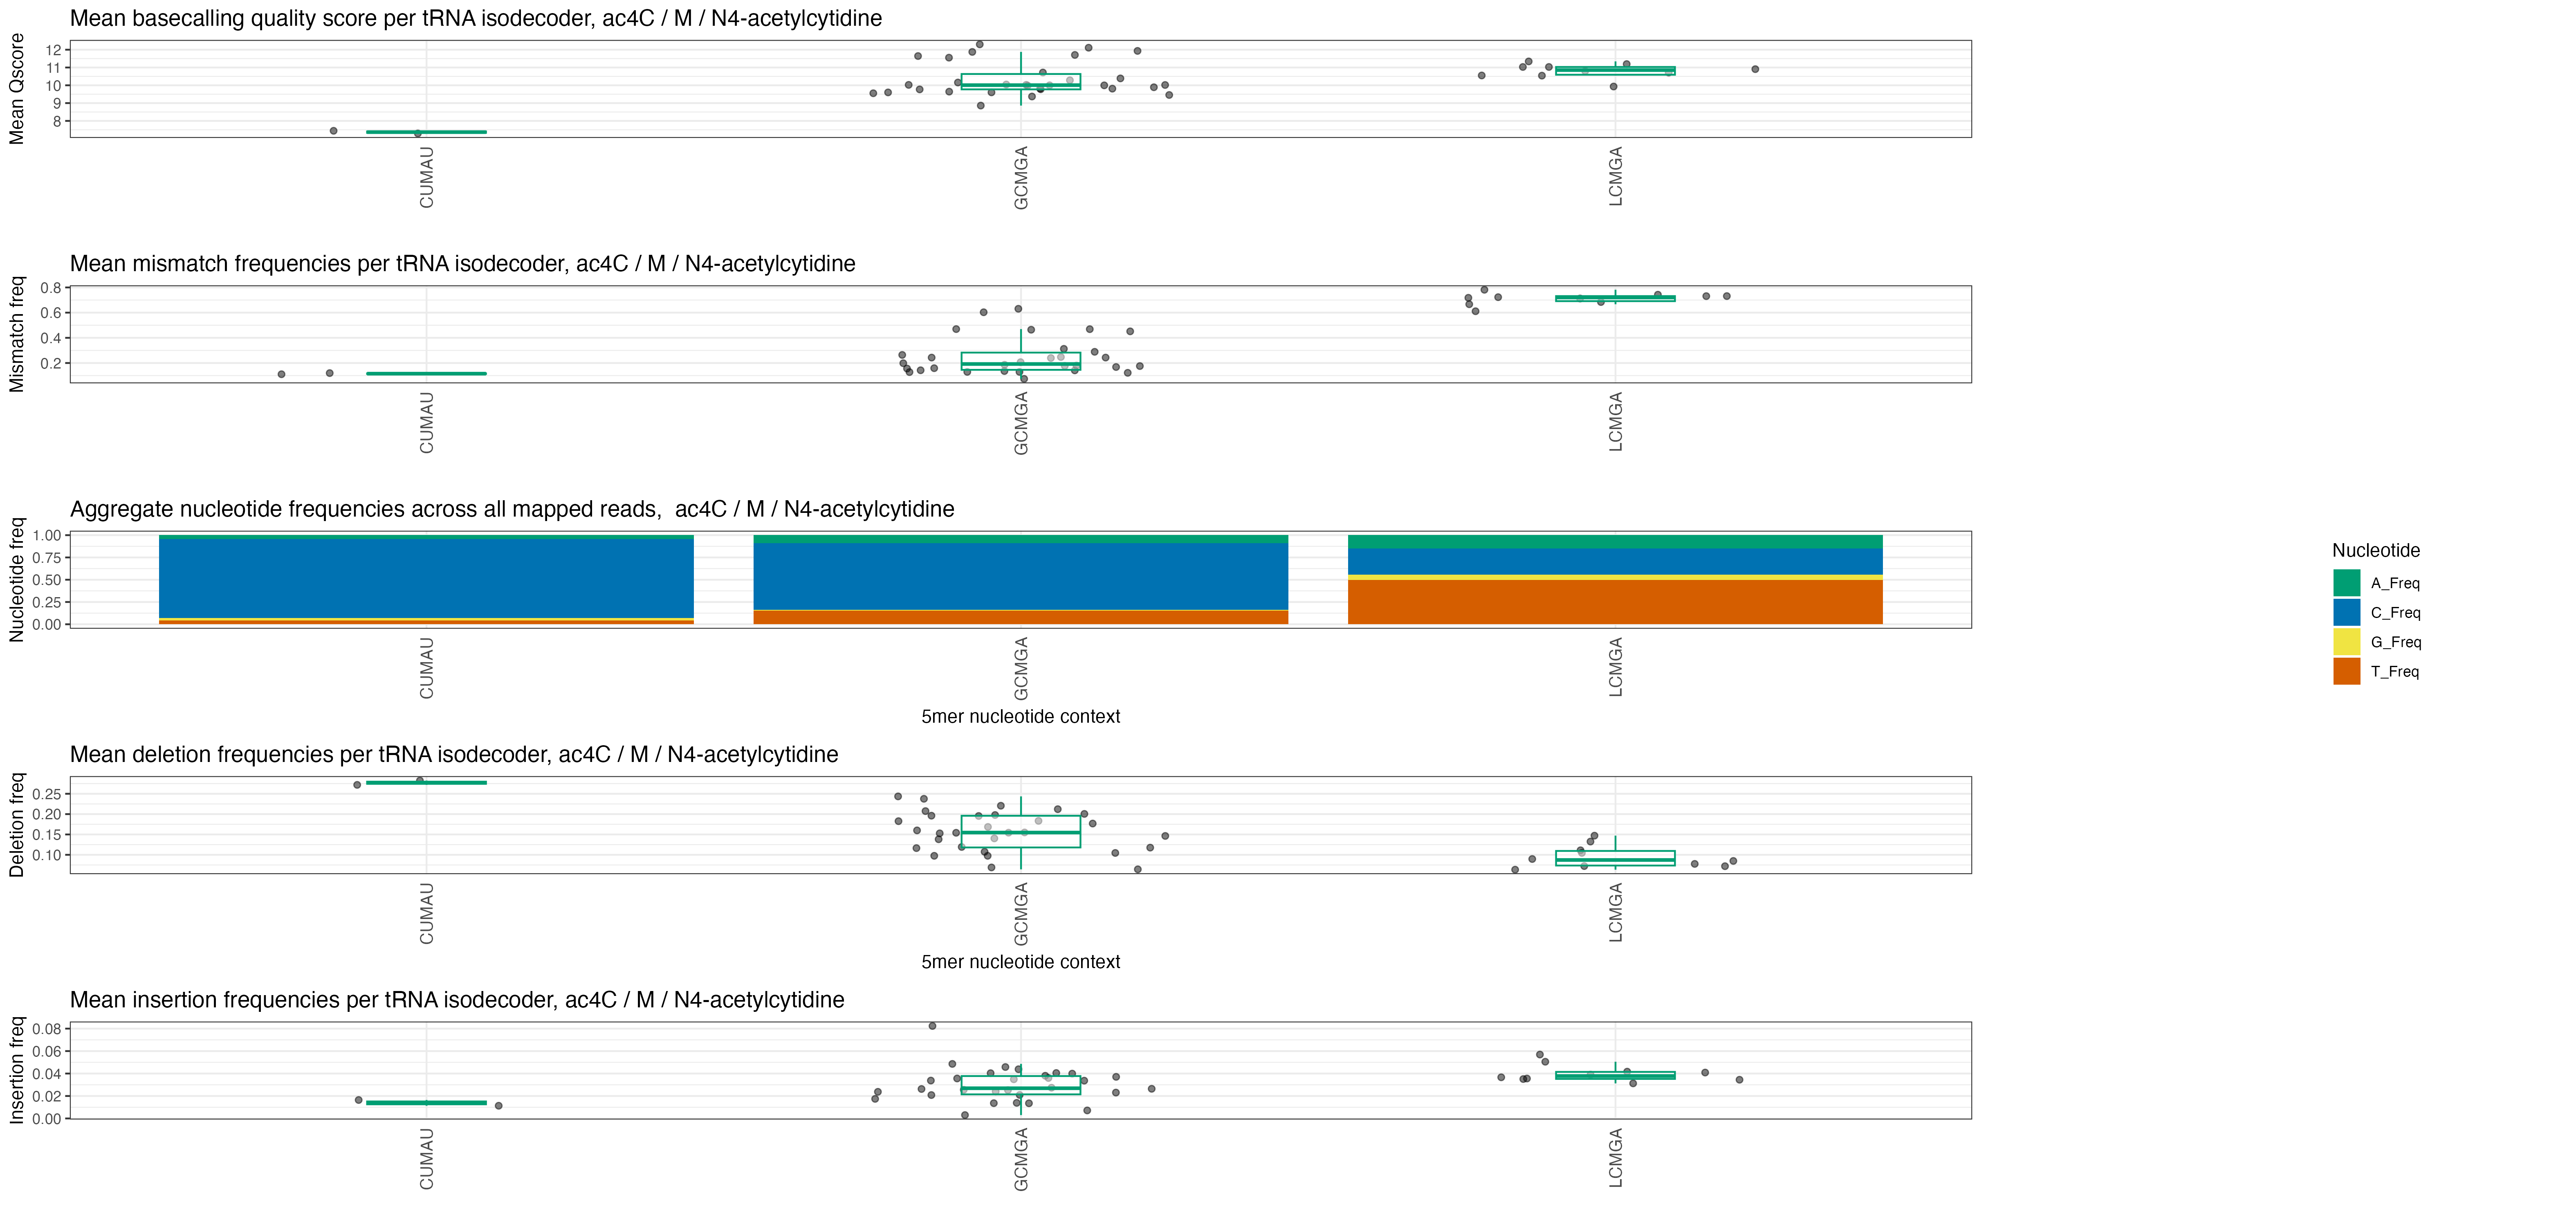 Mean basecalling quality score per tRNA isodecoder, ac4C / M / N4-acetylcytidine
Mean Qscore
12
11
10
9
8
CUMAU
GCMGA
LCMGA
Mean mismatch frequencies per tRNA isodecoder, ac4C / M / N4-acetylcytidine
Mismatch freq
0.8
0.6
0.4
0.2
CUMAU
GCMGA
LCMGA
Aggregate nucleotide frequencies across all mapped reads,  ac4C / M / N4-acetylcytidine
Nucleotide freq
1.00
0.75
0.50
0.25
0.00
CUMAU
GCMGA
LCMGA
5mer nucleotide context
Nucleotide
A_Freq
C_Freq
G_Freq
T_Freq
Mean deletion frequencies per tRNA isodecoder, ac4C / M / N4-acetylcytidine
Deletion freq
0.25
0.20
0.15
0.10
CUMAU
GCMGA
LCMGA
5mer nucleotide context
Mean insertion frequencies per tRNA isodecoder, ac4C / M / N4-acetylcytidine
Insertion freq
0.08
0.06
0.04
0.02
0.00
CUMAU
GCMGA
LCMGA